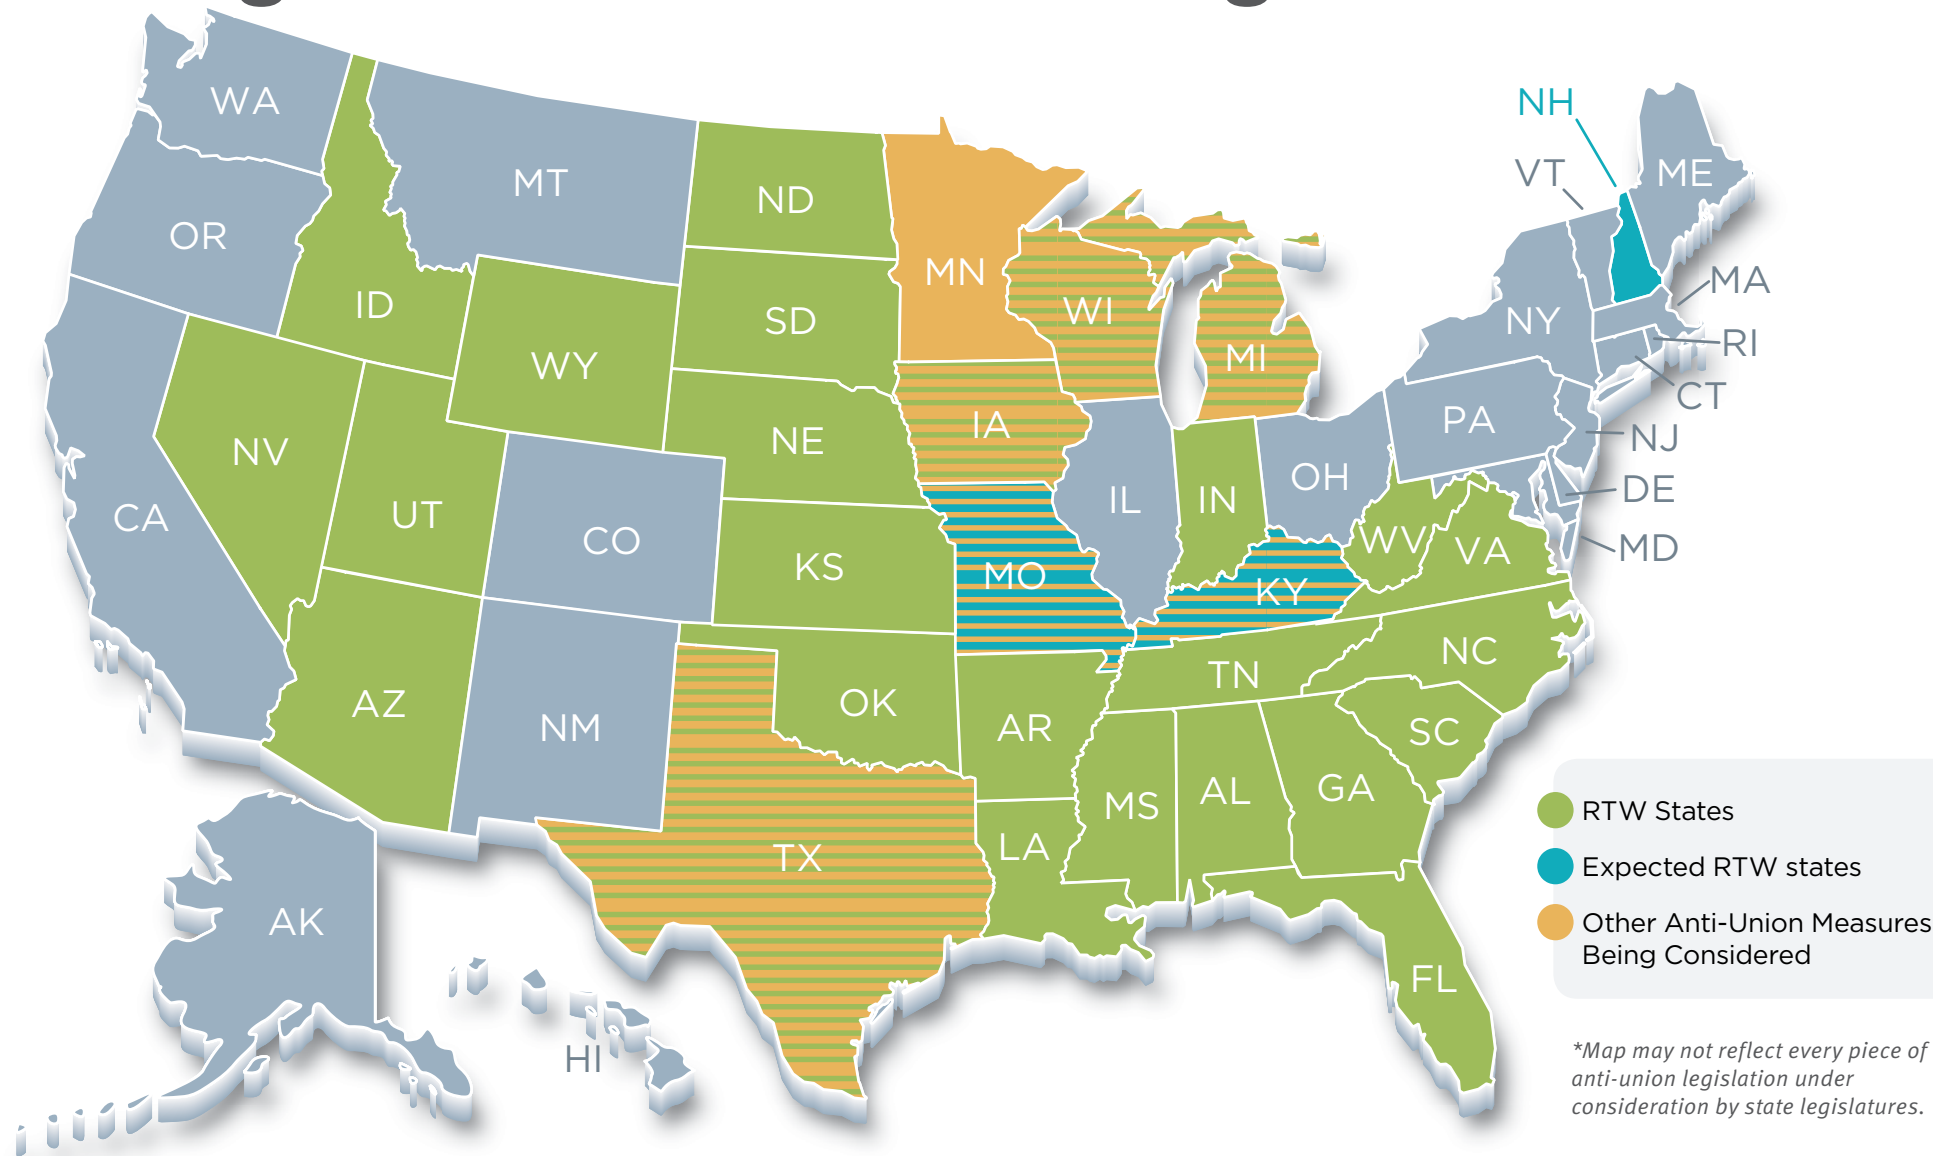 NH
VT
ME
WA
MT
ND
OR
MN
ID
SD
WI
MI
NY
MA
RI
CT
WY
NE
IA
PA
NJ
NV
UT
CO
KS
IL
IN
OH
DE
CA
MO
KY
WV
VA
MD
AZ
NM
OK
AR
TN
NC
SC
TX
LA
MS
AL
GA
FL
AK
HI
RTW States
Expected RTW states
Other Anti-Union Measures
Being Considered
*Map may not reflect every piece of
anti-union legislation under
consideration by state legislatures.